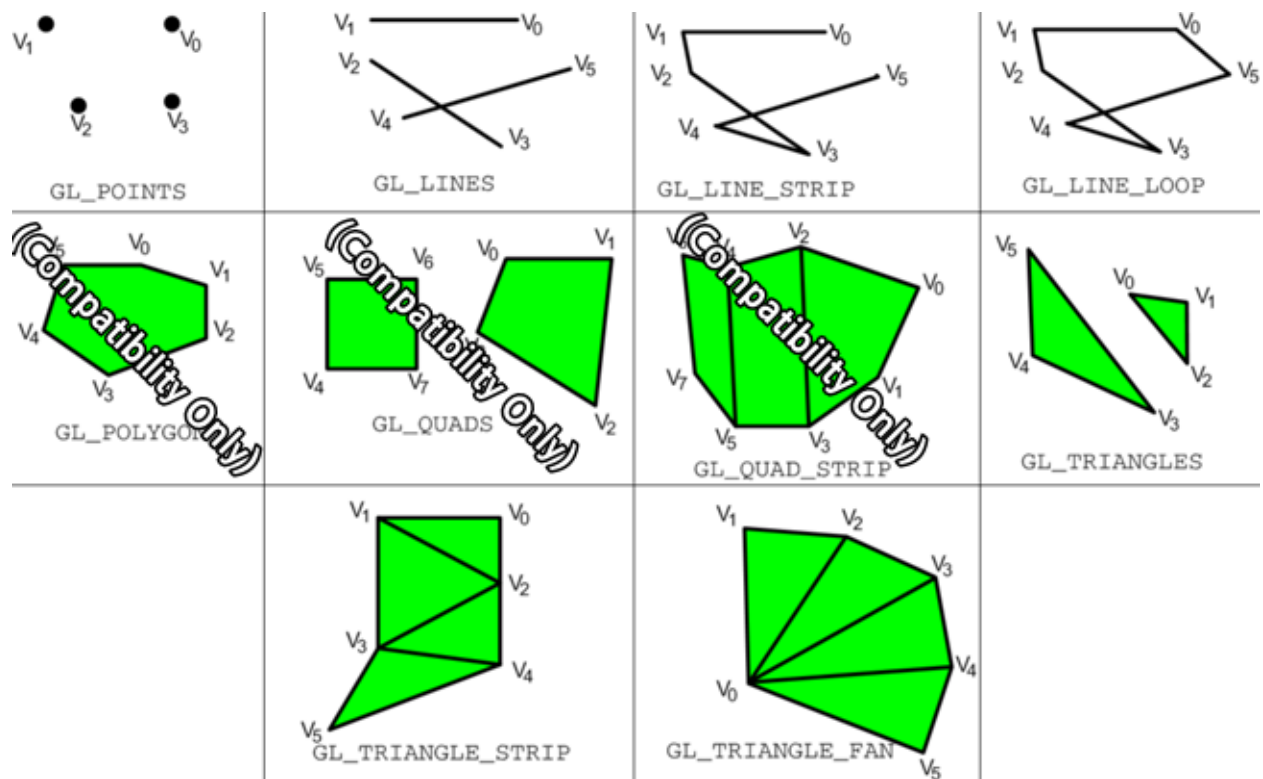 V1 V0
V2 V3
GL_POINTS
V1 V0
V2 V5
V4 V3
GL_LINES
V1 V0
V2 V5
V4 V3
GL_LINE_STRIP
V1 V0
V2 V5
V4 V3
GL_LINE_LOOP
V5 V0 V1
V4 V2
V3
GL_POLYGON
(Compatibility Only)
V5 V6 V0 V1
V4 V7 V2
GL_QUADS
(Compatibility Only)
V2
V0
V7 V1
V5 V3
GL_QUAD_STRIP
(Compatibility Only)
V5 V0 V1
V4 V2
V3
GL_TRIANGLES
V1 V0
V2
V3 V4
V5
GL_TRIANGLE_STRIP
V1 V2
V3
V0 V4
V5
GL_TRIANGLE_FAN